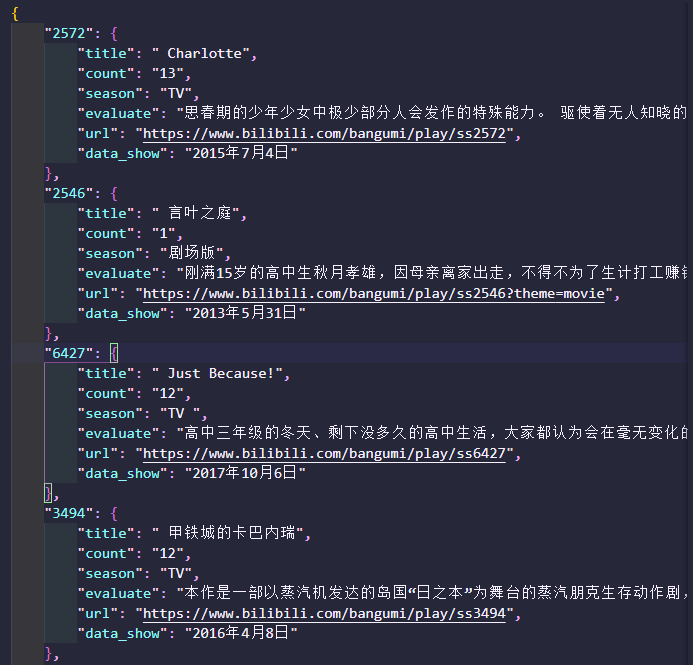 {
"2572": {
"title": " Charlotte",
"count": "13",
"season": "TV",
"evaluate": "思春期的少年少女中极少部分人会发作的特殊能力。 驱使着无人知晓的
"url": "https://www.bilibili.com/bangumi/play/ss2572",
"data_show": "2015年7月4日"
},
"2546": {
"title": " 言叶之庭",
"count": "1",
"season": "剧场版",
"evaluate": "刚满15岁的高中生秋月孝雄，因母亲离家出走，不得不为了生计打工赚
"url": "https://www.bilibili.com/bangumi/play/ss2546?theme=movie",
"data_show": "2013年5月31日"
},
"6427": {
"title": " Just Because!",
"count": "12",
"season": "TV ",
"evaluate": "高中三年级的冬天、剩下没多久的高中生活，大家都认为会在毫无变化的
"url": "https://www.bilibili.com/bangumi/play/ss6427",
"data_show": "2017年10月6日"
},
"3494": {
"title": " 甲铁城的卡巴内瑞",
"count": "12",
"season": "TV",
"evaluate": "本作是一部以蒸汽机发达的岛国“日之本”为舞台的蒸汽朋克生存动作剧，
"url": "https://www.bilibili.com/bangumi/play/ss3494",
"data_show": "2016年4月8日"
},